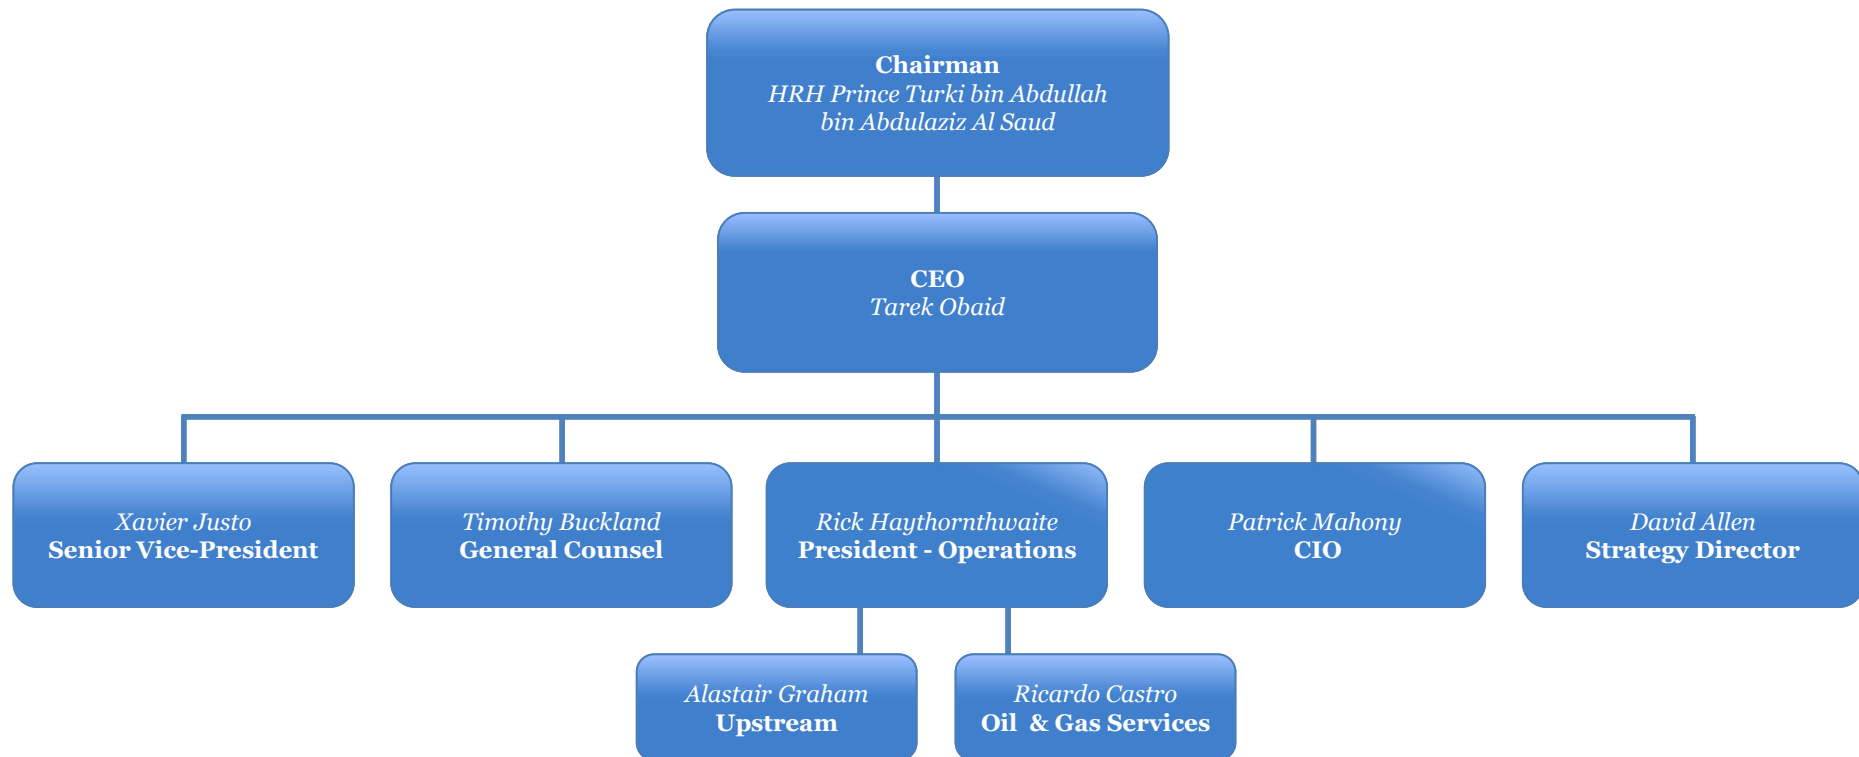 Chairman
HRH Prince Turki bin Abdullah
bin Abdulaziz Al Saud
CEO
Tarek Obaid
Xavier Justo
Senior Vice-President
Timothy Buckland
General Counsel
Rick Haythornthwaite
President - Operations
Patrick Mahony
CIO
David Allen
Strategy Director
Alastair Graham
Upstream
Ricardo Castro
Oil & Gas Services